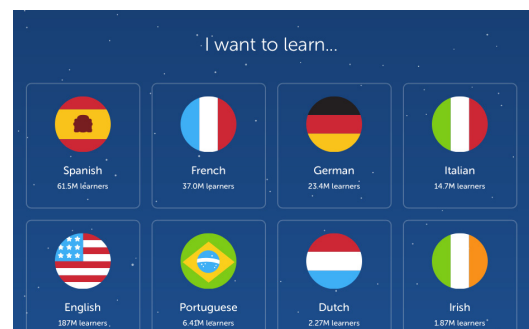 I want to learn...
Spanish French German Italian
61.5M learners 37.0M learners 23.4M learners 14.7M learners
English Portuguese Dutch Irish
187M learners 6.41M learners 2.27M learners 1.87M learners